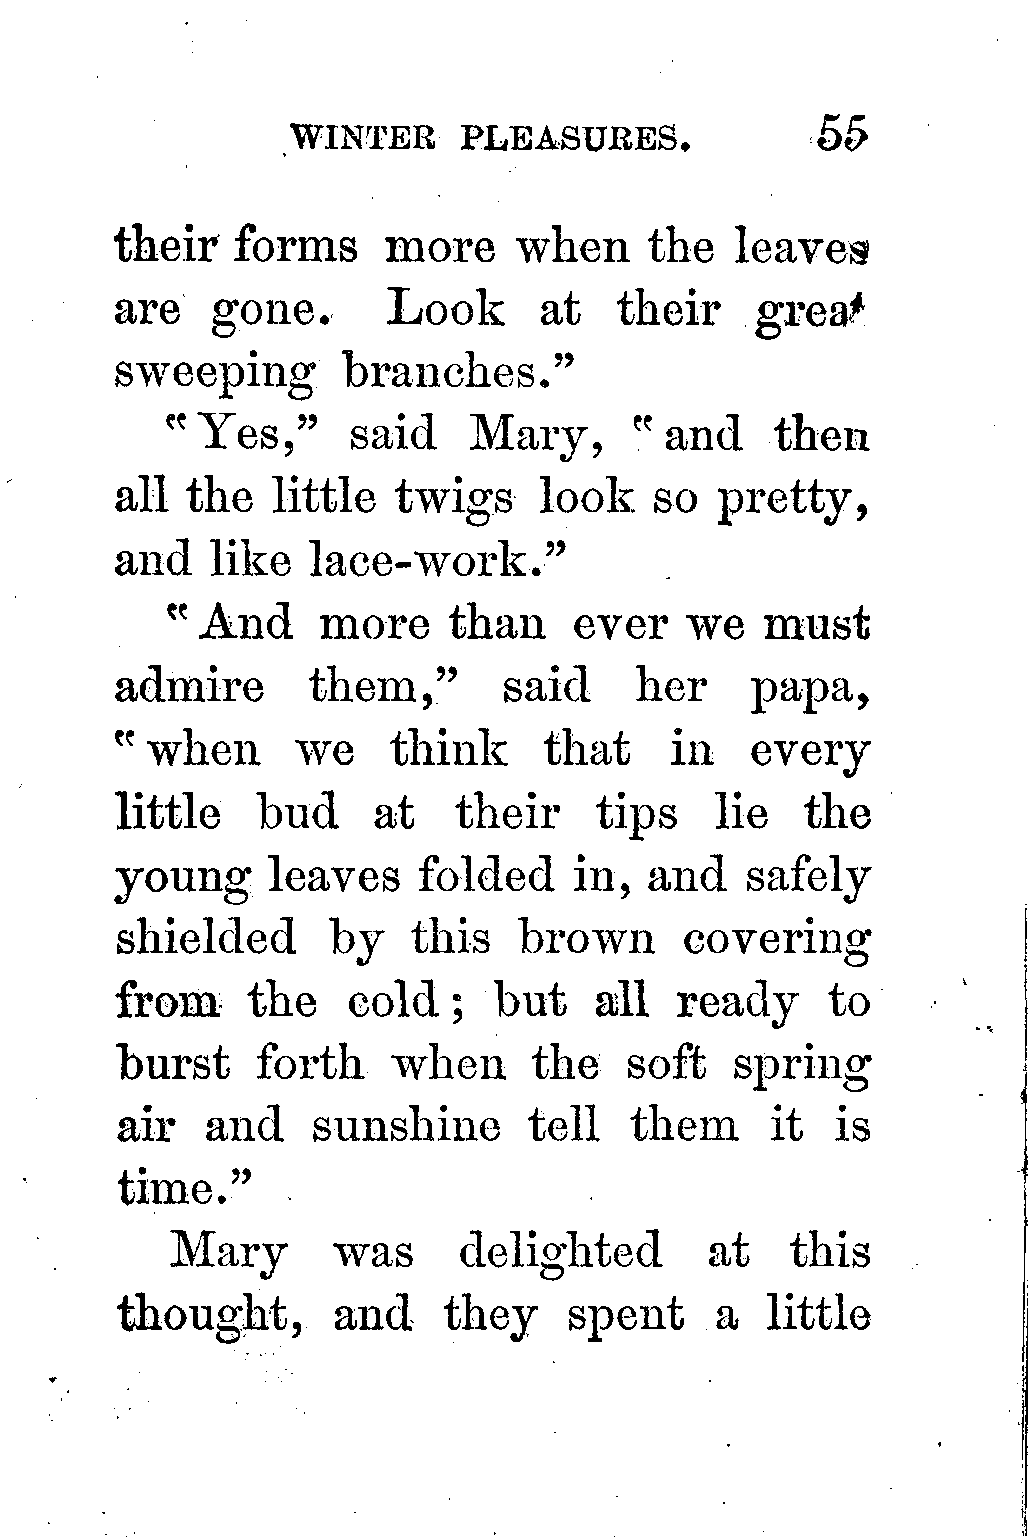 WINTER PLEASURES. 55
their forms more when the leaves
are gone. Look at their great
sweeping branches."
"Yes," said Mary, "and then
all the little twigs look so pretty,
and like lace-work."
"And more than ever we must
admire them," said her papa,
"when we think that in every
little bud at their tips lie the
young leaves folded in, and safely
shielded by this brown covering
from the cold; but all ready to
burst forth when the soft spring
air and sunshine tell them it is
time."
Mary was delighted at this
thought, and they spent a little